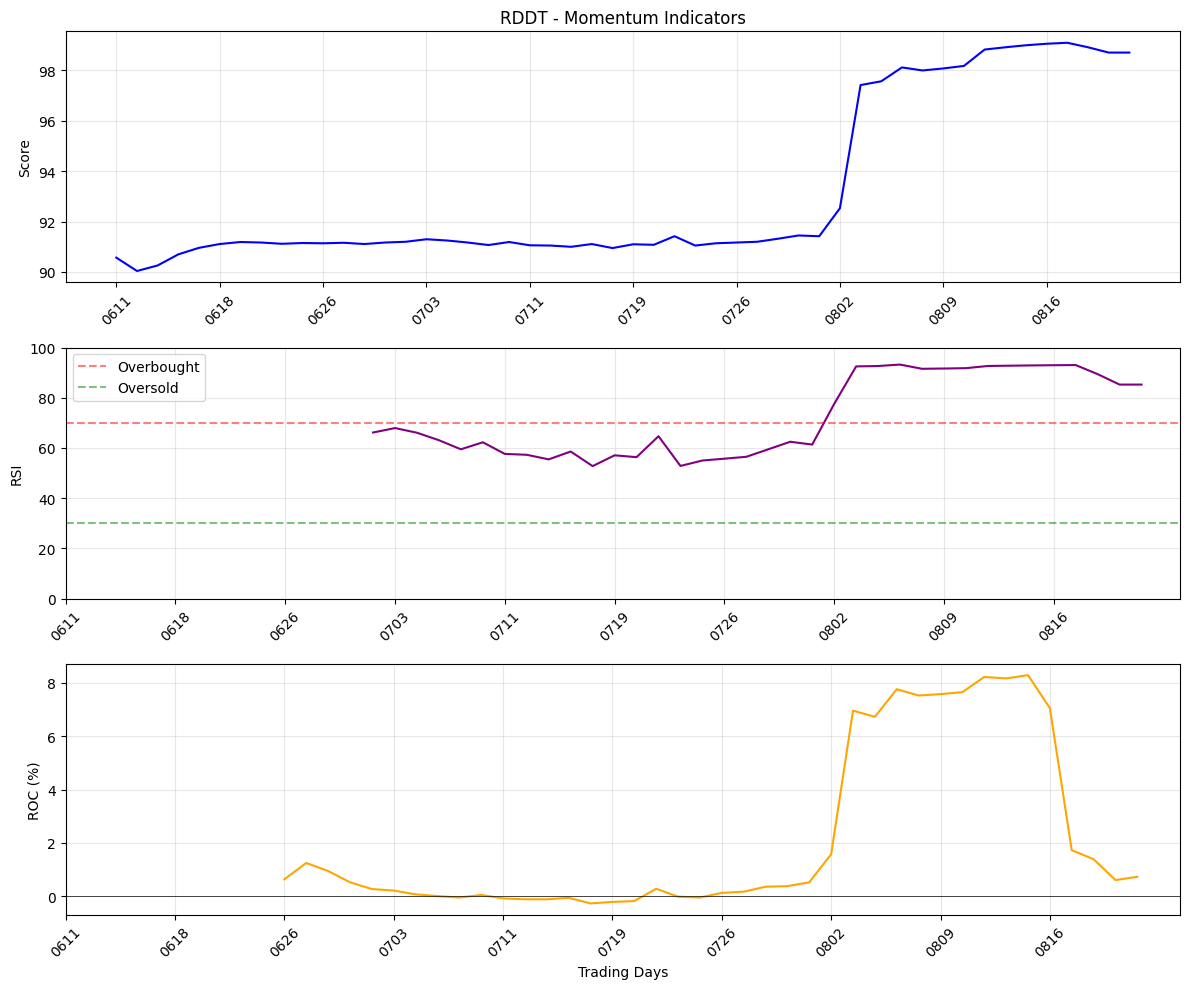 RDDT - Momentum Indicators
Score
98
96
94
92
90
0611 0618 0626 0703 0711 0719 0726 0802 0809 0816
RSI
100
80
60
40
20
0
Overbought
Oversold
0611 0618 0626 0703 0711 0719 0726 0802 0809 0816
ROC (%)
8
6
4
2
0
0611 0618 0626 0703 0711 0719 0726 0802 0809 0816
Trading Days